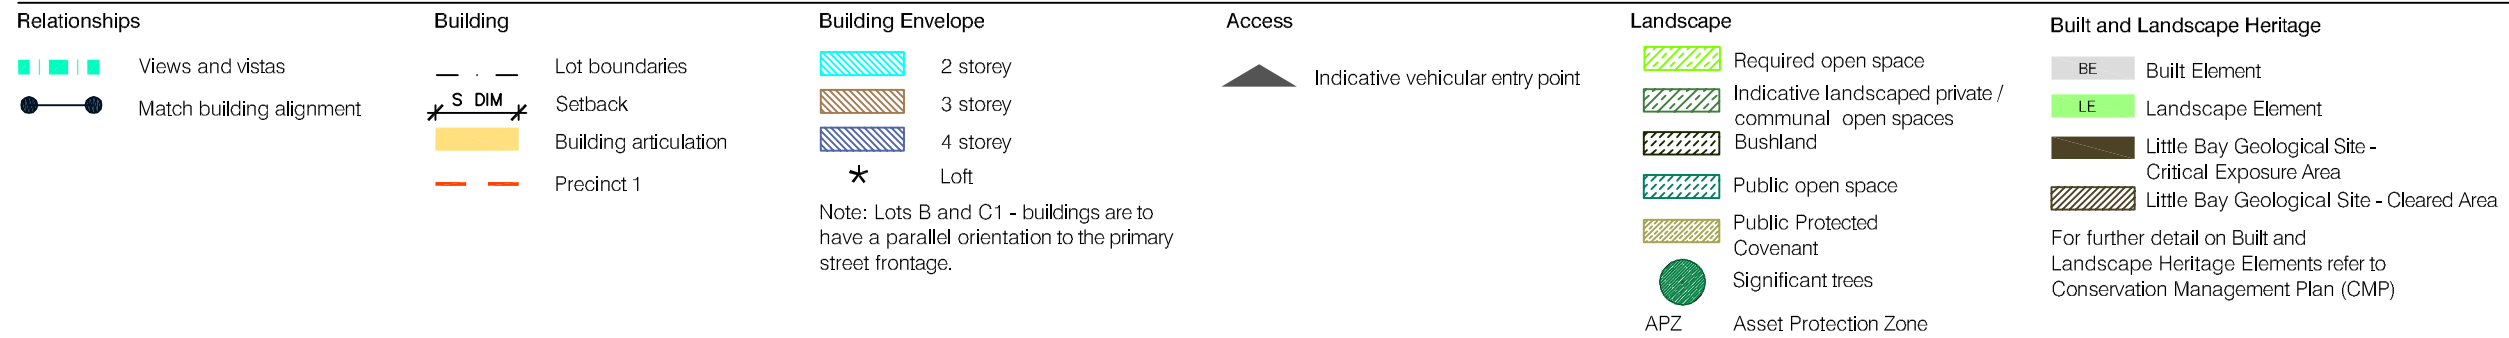 Relationships
Views and vistas
Match building alignment
Building
Lot boundaries
S DIM
Setback
Building articulation
Precinct 1
Building Envelope
2 storey
3 storey
4 storey
* Loft
Note: Lots B and C1 - buildings are to
have a parallel orientation to the primary
street frontage.
Access
Indicative vehicular entry point
Landscape
Required open space
Indicative landscaped private /
communal open spaces
Bushland
Public open space
Public Protected
Covenant
Significant trees
APZ Asset Protection Zone
Built and Landscape Heritage
BE Built Element
LE Landscape Element
Little Bay Geological Site -
Critical Exposure Area
Little Bay Geological Site - Cleared Area
For further detail on Built and
Landscape Heritage Elements refer to
Conservation Management Plan (CMP)